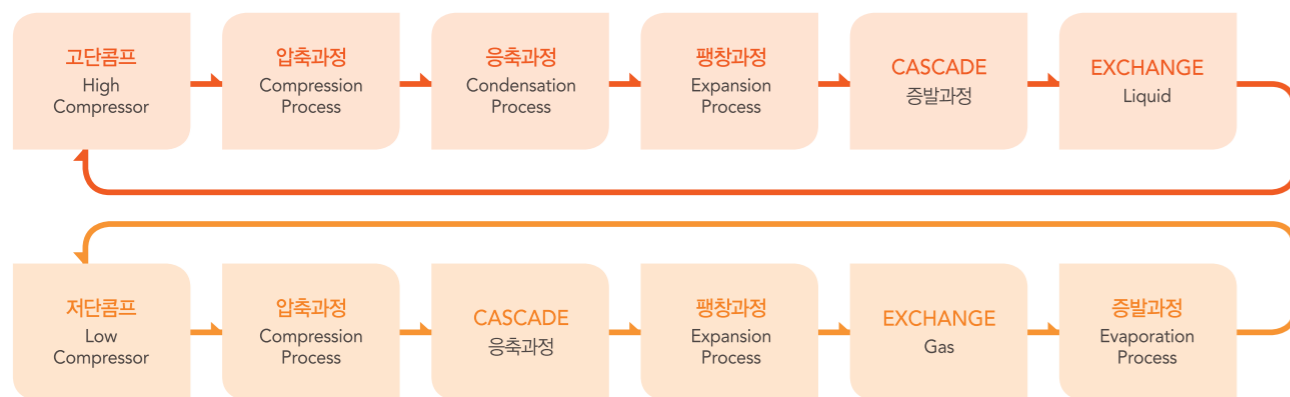 고단콤프
High
Compressor
압축과정
Compression
Process
응축과정
Condensation
Process
팽창과정
Expansion
Process
CASCADE
증발과정
EXCHANGE
Liquid
저단콤프
Low
Compressor
압축과정
Compression
Process
CASCADE
응축과정
팽창과정
Expansion
Process
EXCHANGE
Gas
증발과정
Evaporation
Process